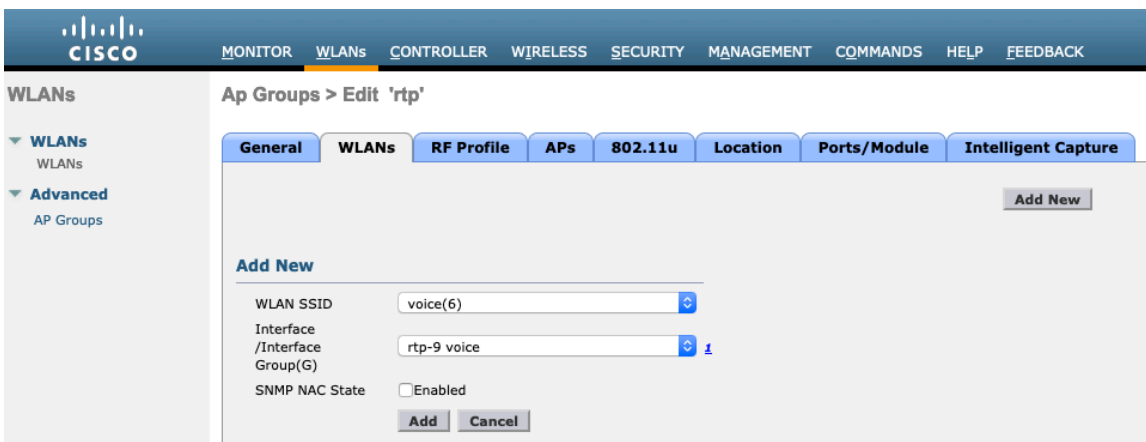 CISCO
MONITOR WLANs CONTROLLER WIRELESS SECURITY MANAGEMENT COMMANDS HELP FEEDBACK
WLANs
Ap Groups > Edit 'rtp'
WLANs
WLANs
Advanced
AP Groups
General WLANs RF Profile APs 802.11u Location Ports/Module Intelligent Capture
Add New
Add New
WLAN SSID voice(6)
Interface
/Interface rtp-9 voice 1
Group(G)
SNMP NAC State Enabled
Add Cancel